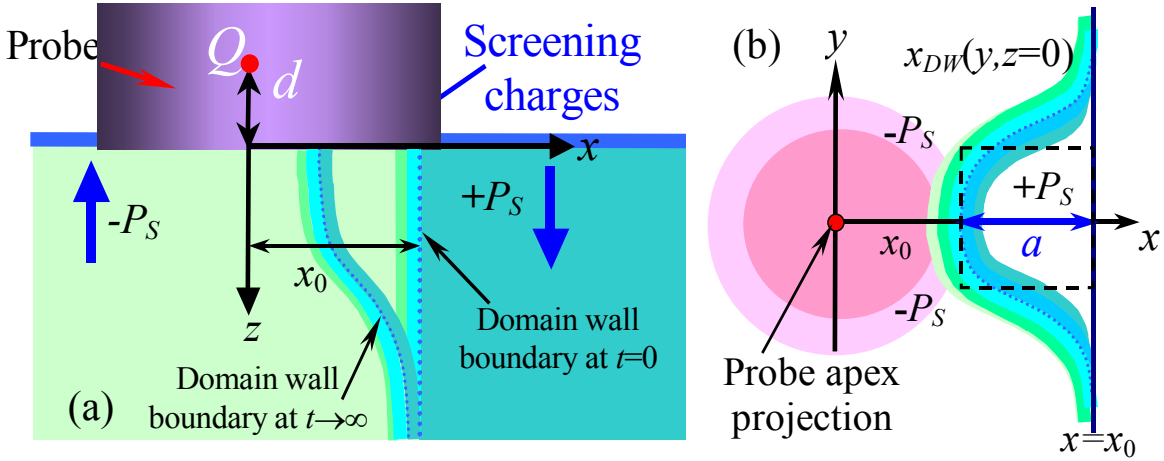 Probe
Q
d
Screening
charges
x
-P_S
+P_S
x_0
z
Domain wall
boundary at t=0
Domain wall
boundary at t→∞
(a)
(b)
y
x_DW(y,z=0)
-P_S
+P_S
x_0
a
x
-P_S
Probe apex
projection
x=x_0